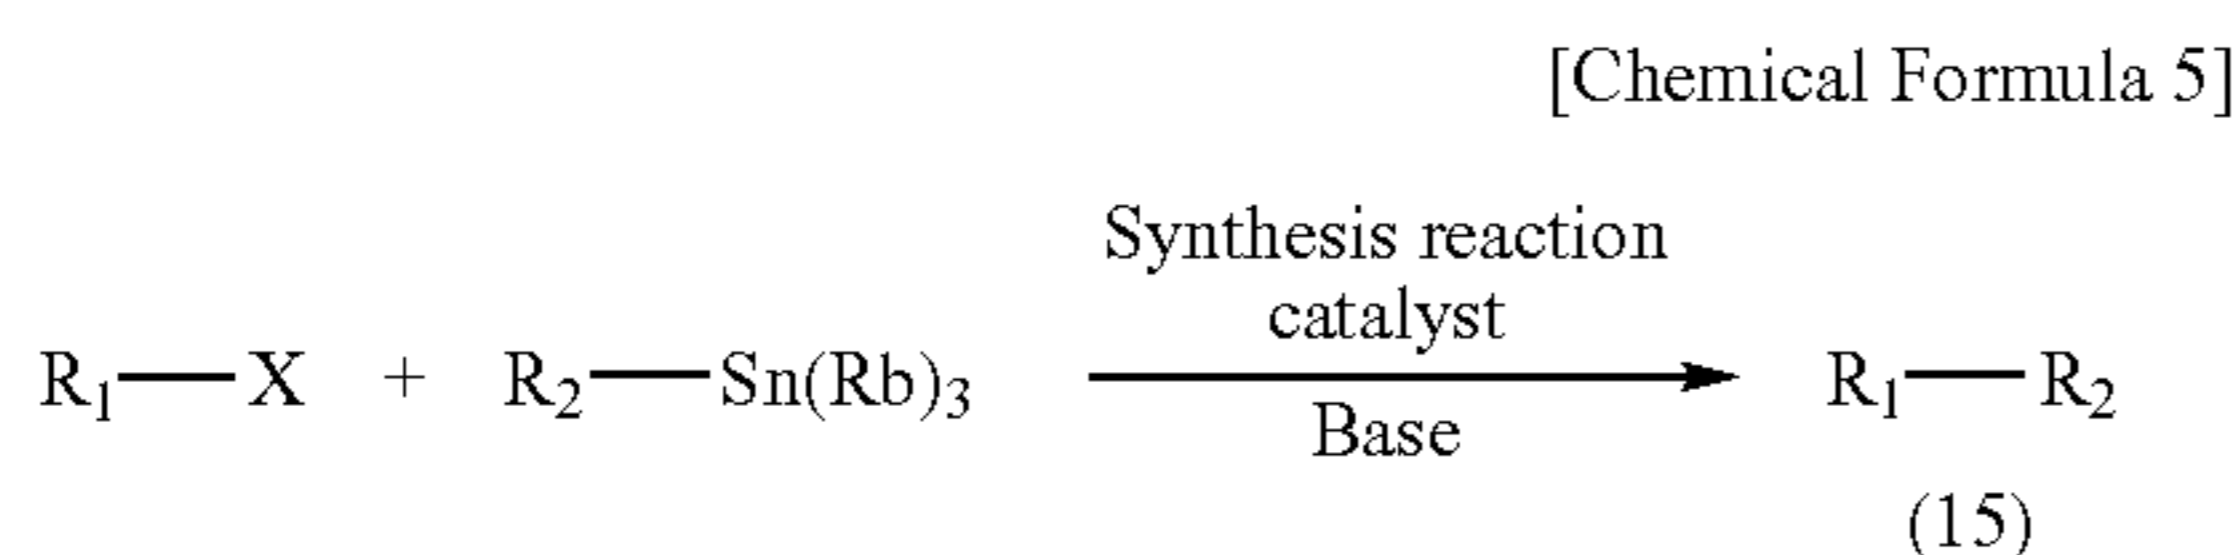 [Chemical Formula 5]
Synthesis reaction
catalyst
R₁—X + R₂—Sn(Rb)₃ R₁—R₂
Base
(15)